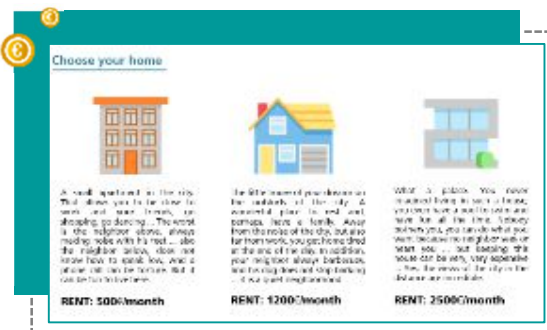 Choose your home
A small apartment in the city.
That allows you to be close to
work and your friends, go
shopping, go dancing ... The worst
is the neighbor above, always
making noise with his feet ... also
the neighbor below, does not
know how to speak low. And a
phone call can be torture. But it
can be fun to live here.
RENT: 500€/month
The little house of your dreams on
the outskirts of the city. A
wonderful place to rest and,
perhaps, have a family. Away
from the noise of the city, but also
far from work, you get home tired
at the end of the day. In addition,
your neighbor always barbecues,
and his dog does not stop barking
... It is a quiet neighborhood
RENT: 1200€/month
What a palace. You never
imagined living in such a house,
you even have a pool to swim and
have fun all the time. Nobody
bothers you, you can do what you
want because no neighbor sees or
hears you ... but keeping this
house can be very, very expensive
... Yes, the views of the city in the
distance are incredible.
RENT: 2500€/month